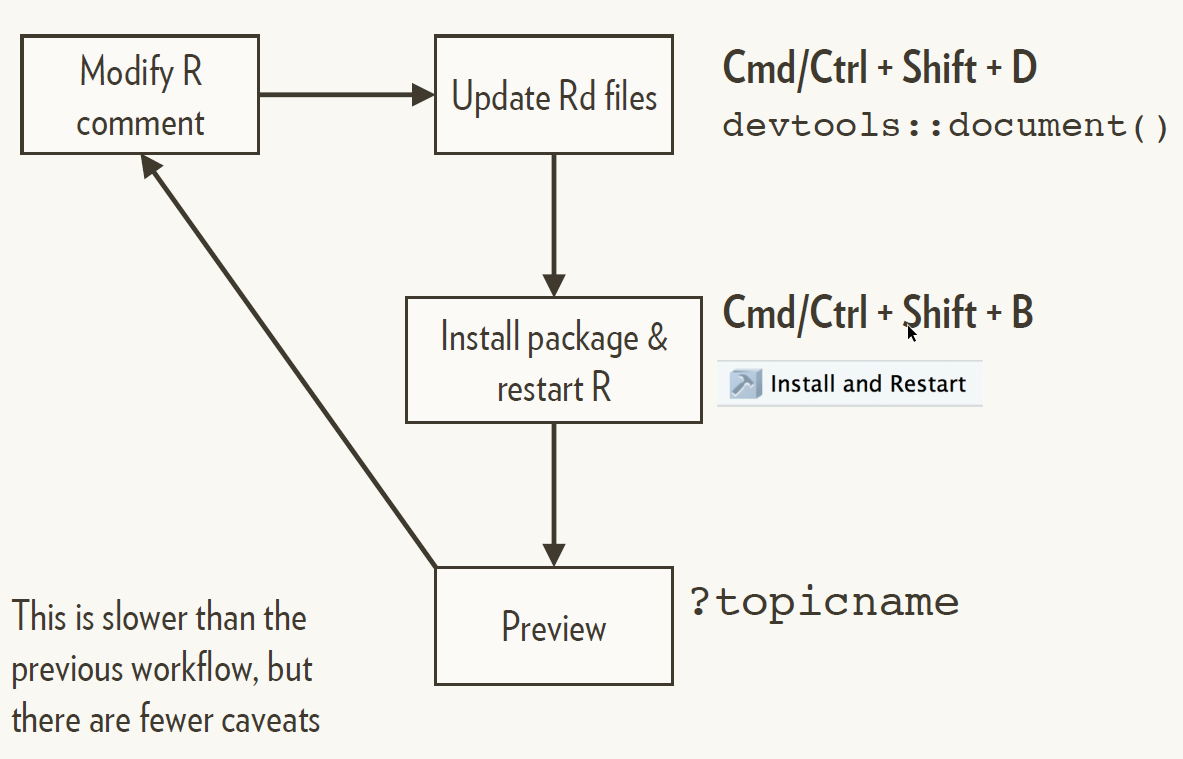 Modify R
comment
Update Rd files
Cmd/Ctrl + Shift + D
devtools::document()
Install package &
restart R
Cmd/Ctrl + Shift + B
Install and Restart
Preview
?topicname
This is slower than the
previous workflow, but
there are fewer caveats